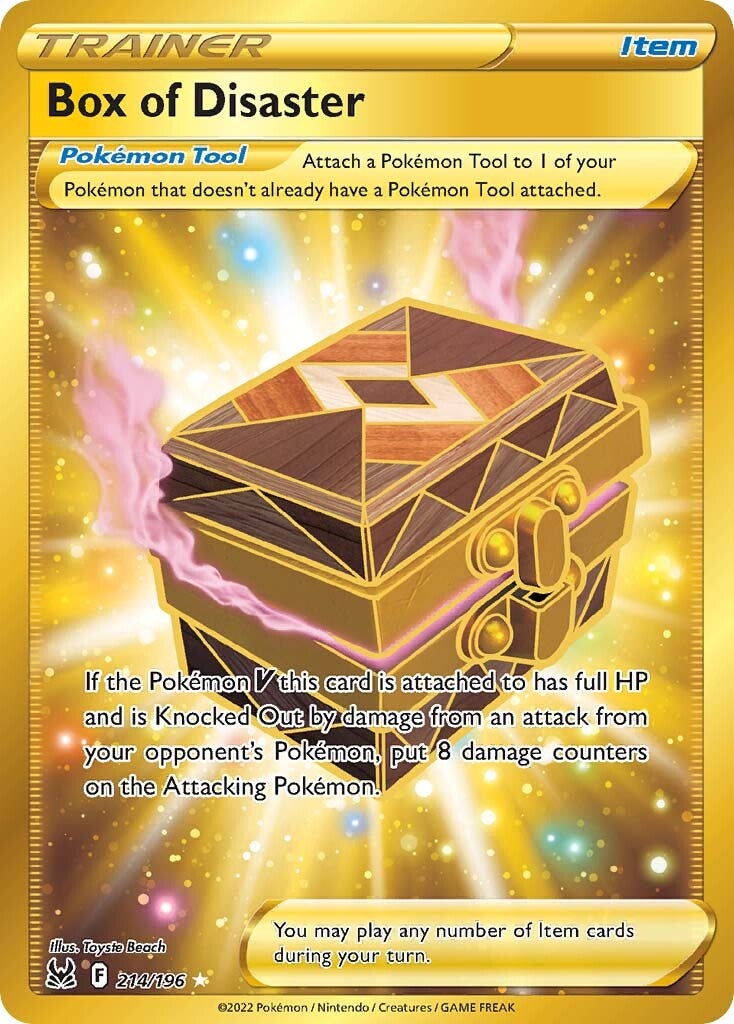 TRAINER
Item
Box of Disaster
Pokémon Tool
Attach a Pokémon Tool to 1 of your
Pokémon that doesn't already have a Pokémon Tool attached.
If the Pokémon V this card is attached to has full HP
and is Knocked Out by damage from an attack from
your opponent's Pokémon, put 8 damage counters
on the Attacking Pokémon.
You may play any number of Item cards
during your turn.
Illus. Toyste Beach
F 214/196 ★
©2022 Pokémon / Nintendo / Creatures / GAME FREAK